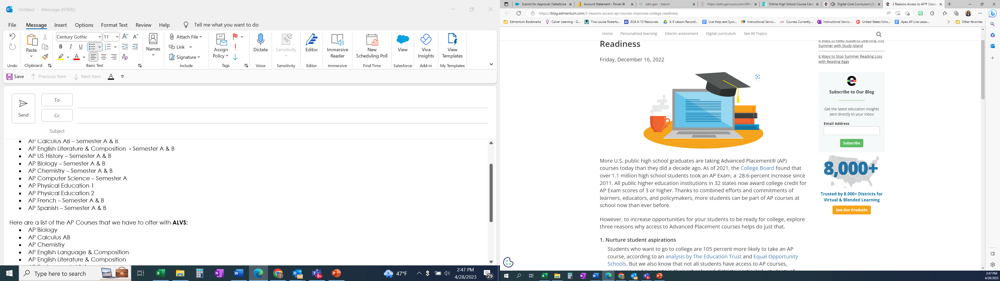 Untitled - Message (HTML)
File Message Insert Options Format Text Review Help Tell me what you want to do
Century Gothic 11
Paste
Names
Attach File
Link
Signature
Assign Policy
Dictate
Sensitivity
Editor
Immersive Reader
New Scheduling Poll
View
Viva Insights
View Templates
Undo Clipboard Basic Text Include Tags Voice Sensitivity Editor Immersive Find Time Salesforce Add-in My Templates
Save Previous Item Next Item
Send
To
Cc
Subject
• AP Calculus AB – Semester A & B
• AP English Literature & Composition - Semester A & B
• AP US History – Semester A & B
• AP Biology – Semester A & B
• AP Chemistry – Semester A & B
• AP Computer Science – Semester A
• AP Physical Education 1
• AP Physical Education 2
• AP French – Semester A & B
• AP Spanish – Semester A & B
Here are a list of the AP Courses that we have to offer with ALVS:
• AP Biology
• AP Calculus AB
• AP Chemistry
• AP English Language & Composition
• AP English Literature & Composition
Type here to search
47°F
2:47 PM
4/28/2023
29
Submit for Approval | Salesforce
Account Statement - Power BI
edm.gen - Search
https://edm.geniussis.com/Affili
Online High School Course Cata
Digital Core Curriculum | E
3 Reasons Access to AP® Cours
https://blog.edmentum.com/3-reasons-access-ap-courses-improves-college-readiness
Edmentum Bookmarks
Calver Learning - G...
Tina Louise Roberts...
EOA 6-12 Resources
K-5 Lesson Recordi...
Live Help and Sync...
Instructional Servic...
Courses Currently...
Instructional Servic...
United States Scho...
Apex AP Live Lesso...
Other favorites
Home Personalized learning Interim assessment Digital curriculum See All Topics
Readiness
Friday, December 16, 2022
More U.S. public high school graduates are taking Advanced Placement® (AP)
courses today than they did a decade ago. As of 2021, the College Board found that
over 1.1 million high school students took an AP Exam, a 28.6-percent increase since
2011. All public higher education institutions in 32 states now award college credit for
AP Exam scores of 3 or higher. Thanks to combined efforts and commitments of
learners, educators, and policymakers, more students can be part of AP courses at
school now than ever before.
However, to increase opportunities for your students to be ready for college, explore
three reasons why access to Advanced Placement courses helps do just that.
1. Nurture student aspirations
Students who want to go to college are 105 percent more likely to take an AP
course, according to an analysis by The Education Trust and Equal Opportunity
Schools. But we also know that not all students have access to AP courses,
4 Ways to Keep Students Learning This
Summer with Study Island
6 Ways to Stop Summer Reading Loss
with Reading Eggs
Subscribe to Our Blog
Get the latest education insights
sent directly to your inbox
Email Address
Subscribe
8,000+
Trusted by 8,000+ Districts for
Virtual & Blended Learning
See Our Products
2:47 PM
4/28/2023